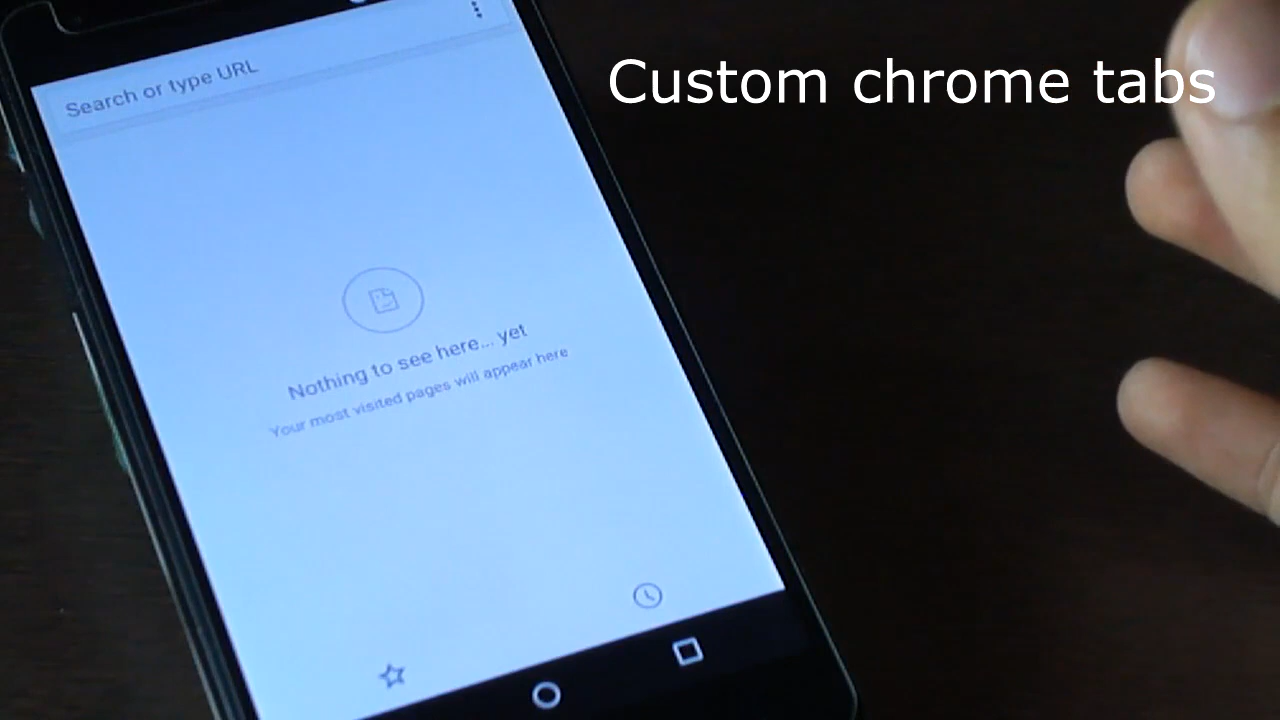 Custom chrome tabs
Search or type URL
Nothing to see here... yet
Your most visited pages will appear here